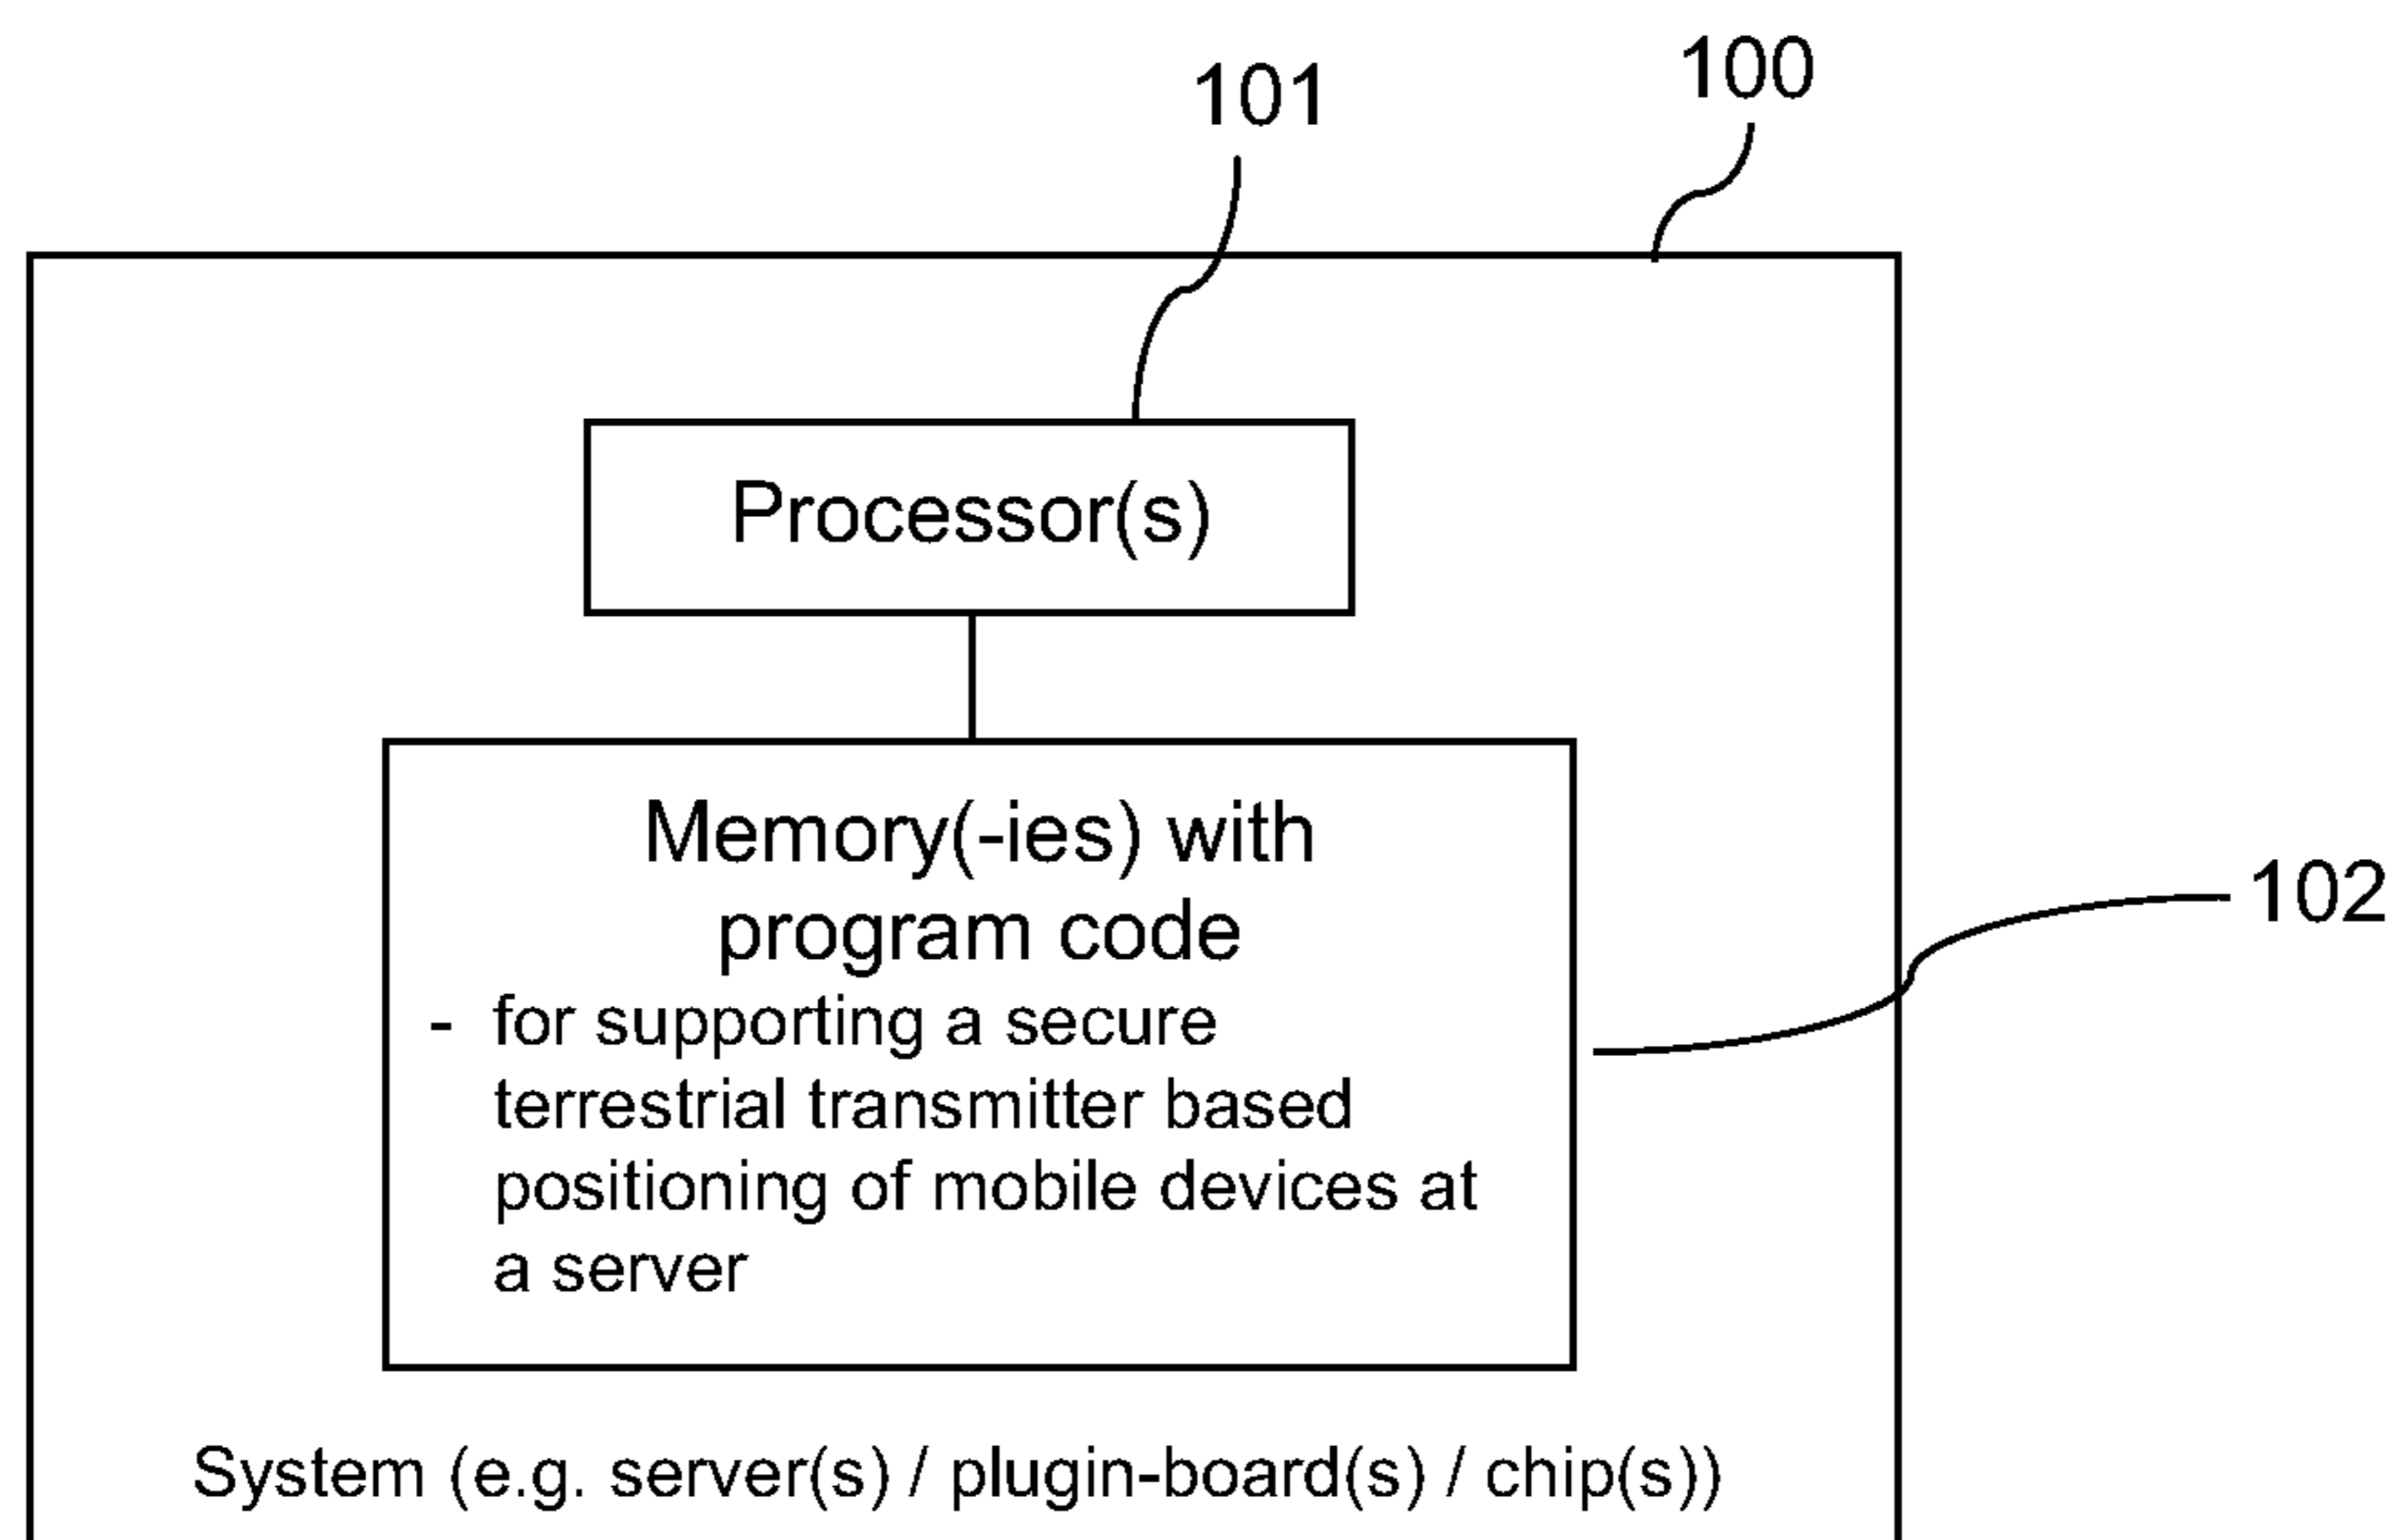 100
101
Processor(s)
Memory(-ies) with
program code
- for supporting a secure
terrestrial transmitter based
positioning of mobile devices at
a server
102
System (e.g. server(s) / plugin-board(s) / chip(s))